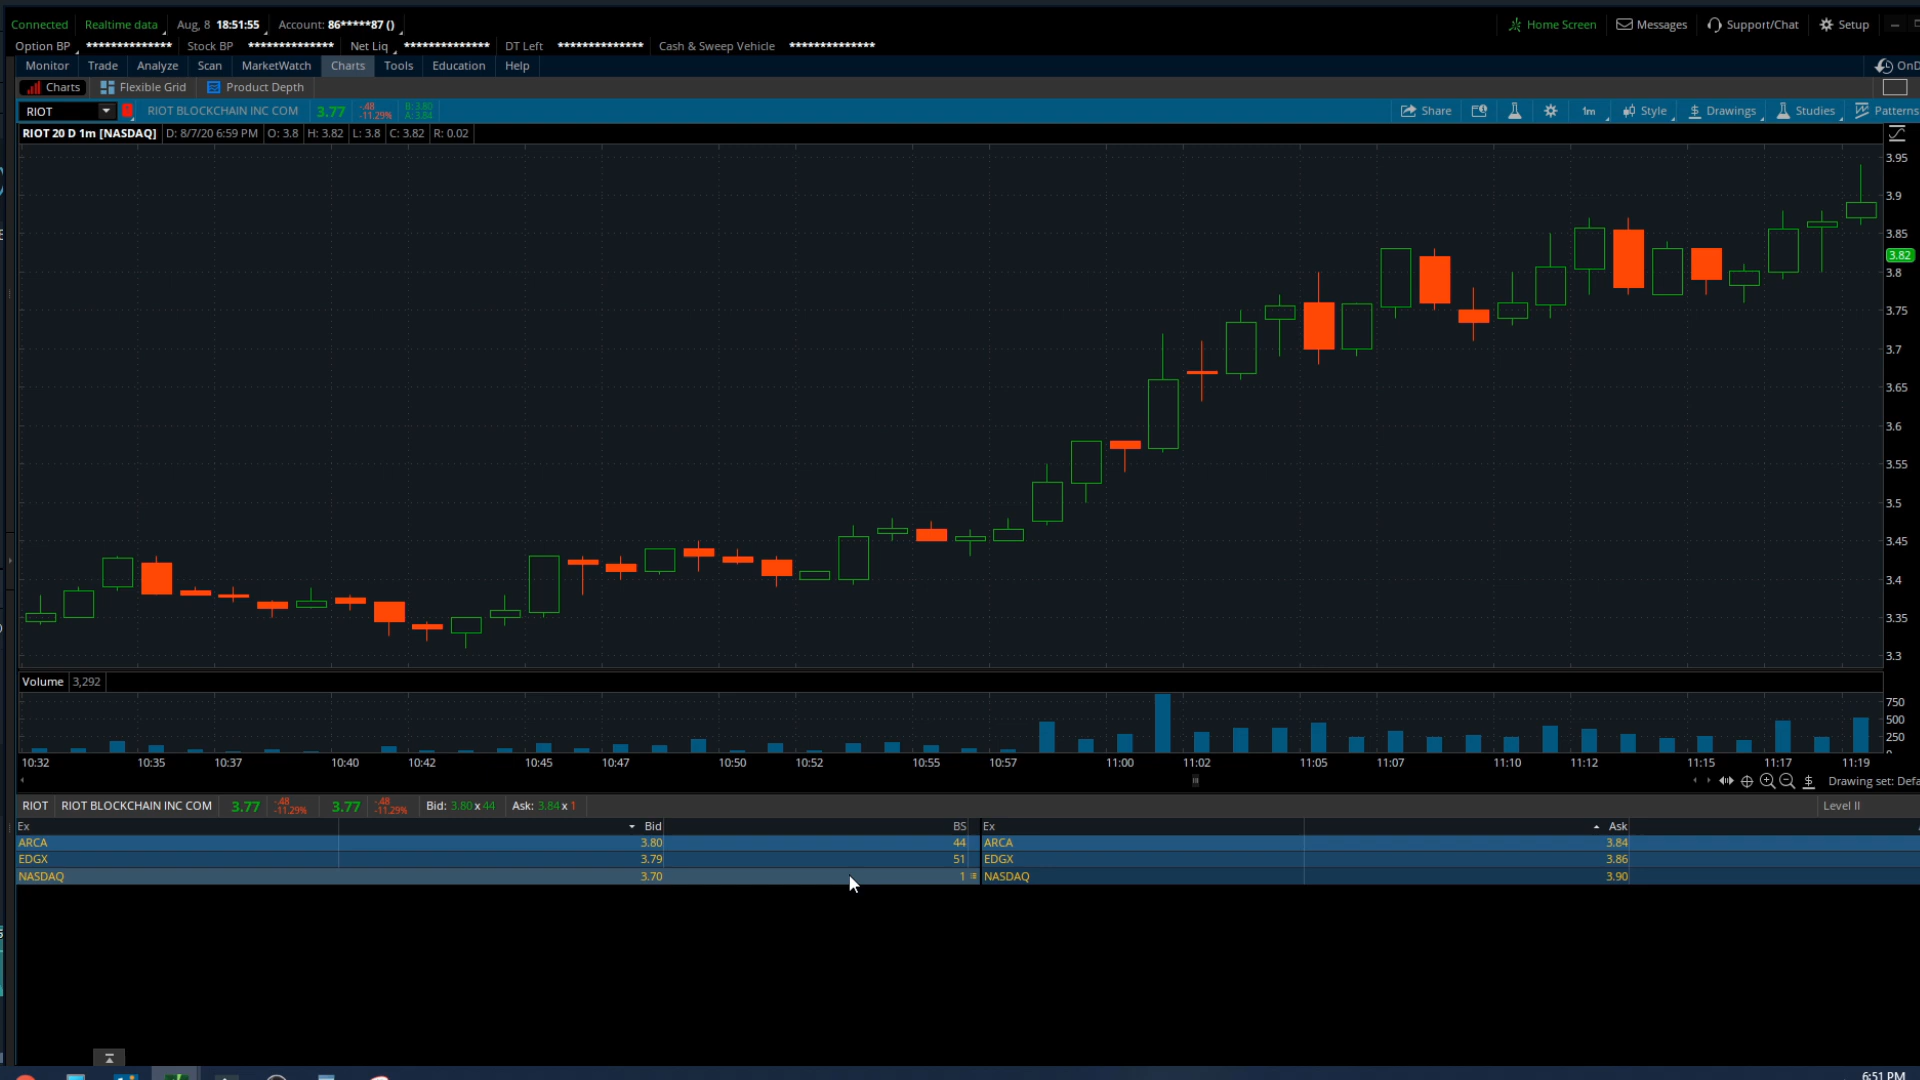 Connected Realtime data Aug, 8 18:51:55 Account: 86*****87 () Home Screen Messages Support/Chat Setup
Option BP ************** Stock BP ************** Net Liq ************** DT Left ************** Cash & Sweep Vehicle **************
Monitor Trade Analyze Scan MarketWatch Charts Tools Education Help OnD
Charts Flexible Grid Product Depth
RIOT RIOT BLOCKCHAIN INC COM 3.77 -.48 -11.29% B: 3.80 A: 3.84 Share 1m Style Drawings Studies Patterns
RIOT 20 D 1m [NASDAQ] D: 8/7/20 6:59 PM O: 3.8 H: 3.82 L: 3.8 C: 3.82 R: 0.02
3.95
3.9
3.85
3.82
3.8
3.75
3.7
3.65
3.6
3.55
3.5
3.45
3.4
3.35
3.3
Volume 3,292
750
500
250
0
10:32 10:35 10:37 10:40 10:42 10:45 10:47 10:50 10:52 10:55 10:57 11:00 11:02 11:05 11:07 11:10 11:12 11:15 11:17 11:19
Drawing set: Defa
RIOT RIOT BLOCKCHAIN INC COM 3.77 -.48 -11.29% 3.77 -.48 -11.29% Bid: 3.80 x 44 Ask: 3.84 x 1 Level II
Ex Bid BS Ex Ask
ARCA 3.80 44 ARCA 3.84
EDGX 3.79 51 EDGX 3.86
NASDAQ 3.70 1 NASDAQ 3.90
6:51 PM